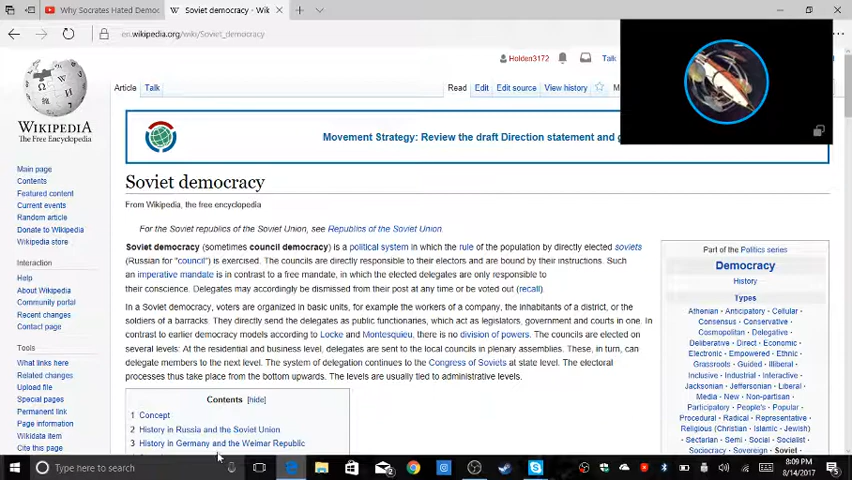 Why Socrates Hated Democ
Soviet democracy - Wik
en.wikipedia.org/wiki/Soviet_democracy
Holden3172
Talk
WIKIPEDIA
The Free Encyclopedia
Article
Talk
Read
Edit
Edit source
View history
Movement Strategy: Review the draft Direction statement and
Main page
Contents
Featured content
Current events
Random article
Donate to Wikipedia
Wikipedia store
Interaction
Help
About Wikipedia
Community portal
Recent changes
Contact page
Tools
What links here
Related changes
Upload file
Special pages
Permanent link
Page information
Wikidata item
Cite this page
Soviet democracy
From Wikipedia, the free encyclopedia
For the Soviet republics of the Soviet Union, see Republics of the Soviet Union.
Soviet democracy (sometimes council democracy) is a political system in which the rule of the population by directly elected soviets
(Russian for "council") is exercised. The councils are directly responsible to their electors and are bound by their instructions. Such
an imperative mandate is in contrast to a free mandate, in which the elected delegates are only responsible to
their conscience. Delegates may accordingly be dismissed from their post at any time or be voted out (recall)
In a Soviet democracy, voters are organized in basic units, for example the workers of a company, the inhabitants of a district, or the
soldiers of a barracks. They directly send the delegates as public functionaries, which act as legislators, government and courts in one. In
contrast to earlier democracy models according to Locke and Montesquieu, there is no division of powers. The councils are elected on
several levels: At the residential and business level, delegates are sent to the local councils in plenary assemblies. These, in turn, can
delegate members to the next level. The system of delegation continues to the Congress of Soviets at state level. The electoral
processes thus take place from the bottom upwards. The levels are usually tied to administrative levels.
Contents [hide]
1 Concept
2 History in Russia and the Soviet Union
3 History in Germany and the Weimar Republic
Part of the Politics series
Democracy
History
Types
Athenian · Anticipatory · Cellular ·
Consensus · Conservative ·
Cosmopolitan · Delegative ·
Deliberative · Direct · Economic ·
Electronic · Empowered · Ethnic ·
Grassroots · Guided · Illiberal ·
Inclusive · Industrial · Interactive ·
Jacksonian · Jeffersonian · Liberal ·
Media · New · Non-partisan ·
Participatory · People's · Popular ·
Procedural · Radical · Representative ·
Religious (Christian · Islamic · Jewish) ·
Sectarian · Semi · Social · Socialist
Sociocracy · Sovereign · Soviet ·
Type here to search
8:09 PM
8/14/2017